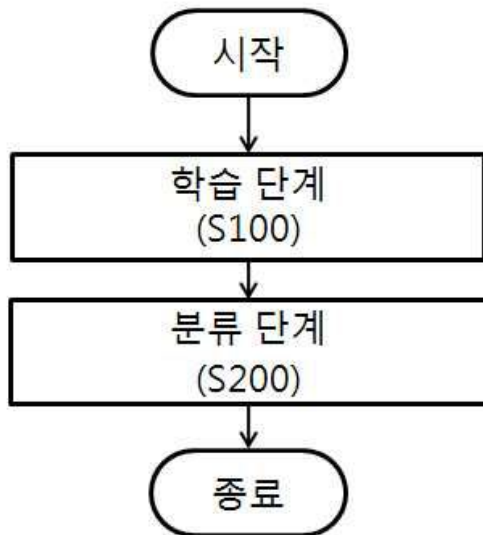 시작
학습 단계
(S100)
분류 단계
(S200)
종료